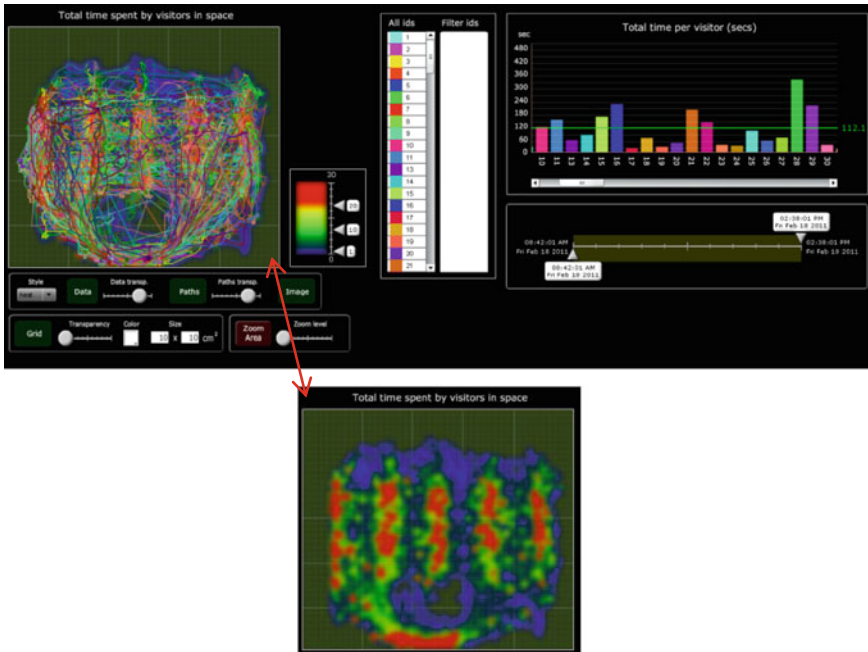 Total time spent by visitors in space
30
20
10
1
0
Style
heat
Data
Data transp.
Paths
Paths transp.
Image
Grid
Transparency
Color
Size
10 x 10 cm²
Zoom Area
Zoom level
All ids
Filter ids
1
2
3
4
5
6
7
8
9
10
11
13
14
15
16
17
18
19
20
21
Total time per visitor (secs)
sec
480
420
360
300
240
180
120
60
0
112.1
10 11 13 14 15 16 17 18 19 20 21 22 23 24 25 26 27 28 29 30
02:38:01 PM
Fri Feb 18 2011
08:42:01 AM
Fri Feb 18 2011
02:38:01 PM
Fri Feb 18 2011
08:42:01 AM
Fri Feb 18 2011
Total time spent by visitors in space